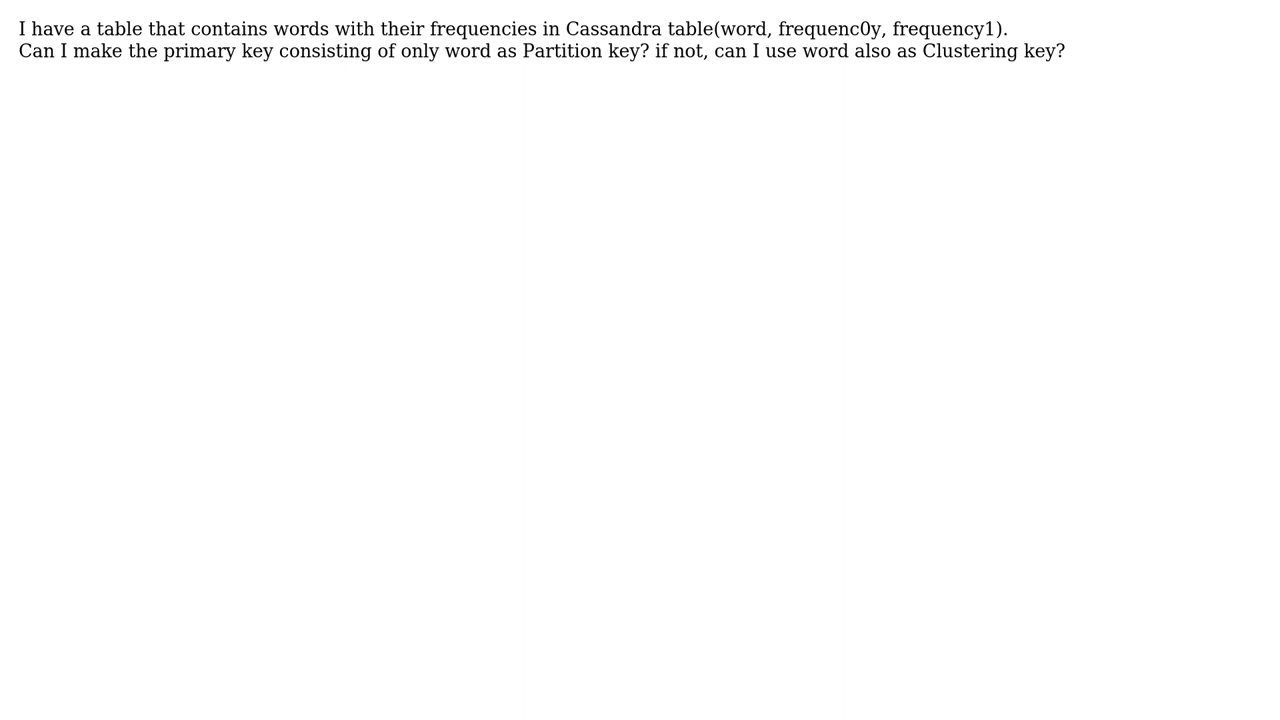 I have a table that contains words with their frequencies in Cassandra table(word, frequenc0y, frequency1).
Can I make the primary key consisting of only word as Partition key? if not, can I use word also as Clustering key?